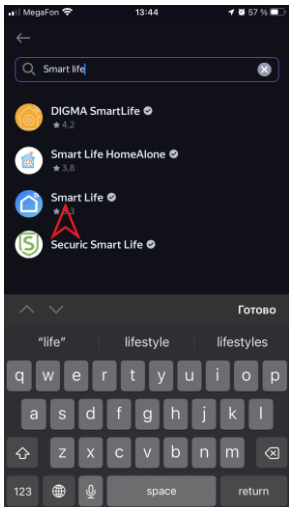 MegaFon 13:44 57 %
Smart life
DIGMA SmartLife
★ 4,2
Smart Life HomeAlone
★ 3,8
Smart Life
★ 3
Securic Smart Life
S
Готово
"life" lifestyle lifestyles
q w e r t y u i o p
a s d f g h j k l
z x c v b n m
123 space return